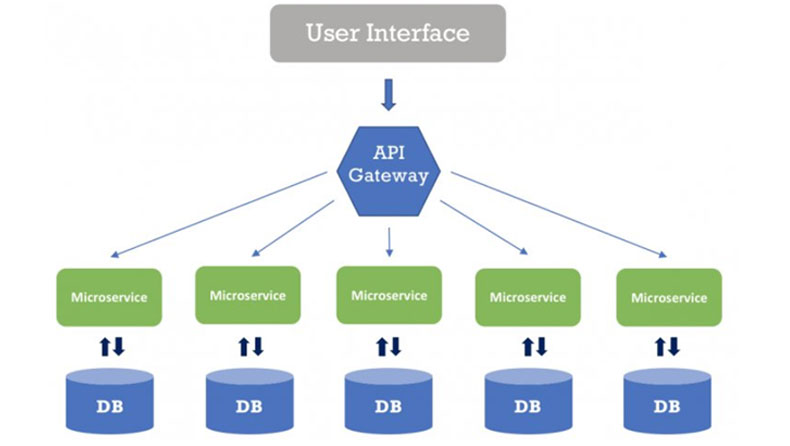 User Interface
API
Gateway
Microservice
Microservice
Microservice
Microservice
Microservice
DB
DB
DB
DB
DB